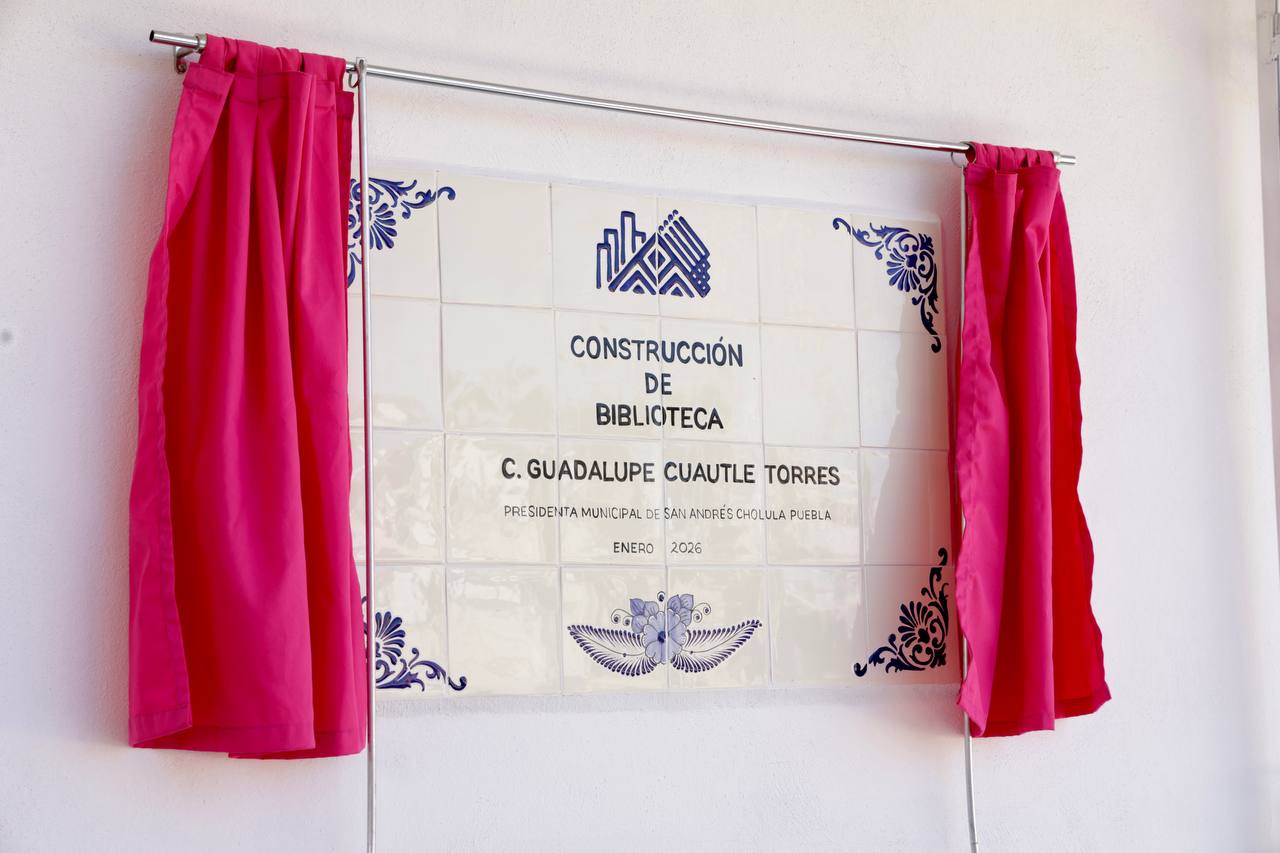 CONSTRUCCIÓN
DE
BIBLIOTECA
C. GUADALUPE CUAUTLE TORRES
PRESIDENTA MUNICIPAL DE SAN ANDRÉS CHOLULA PUEBLA
ENERO 2026